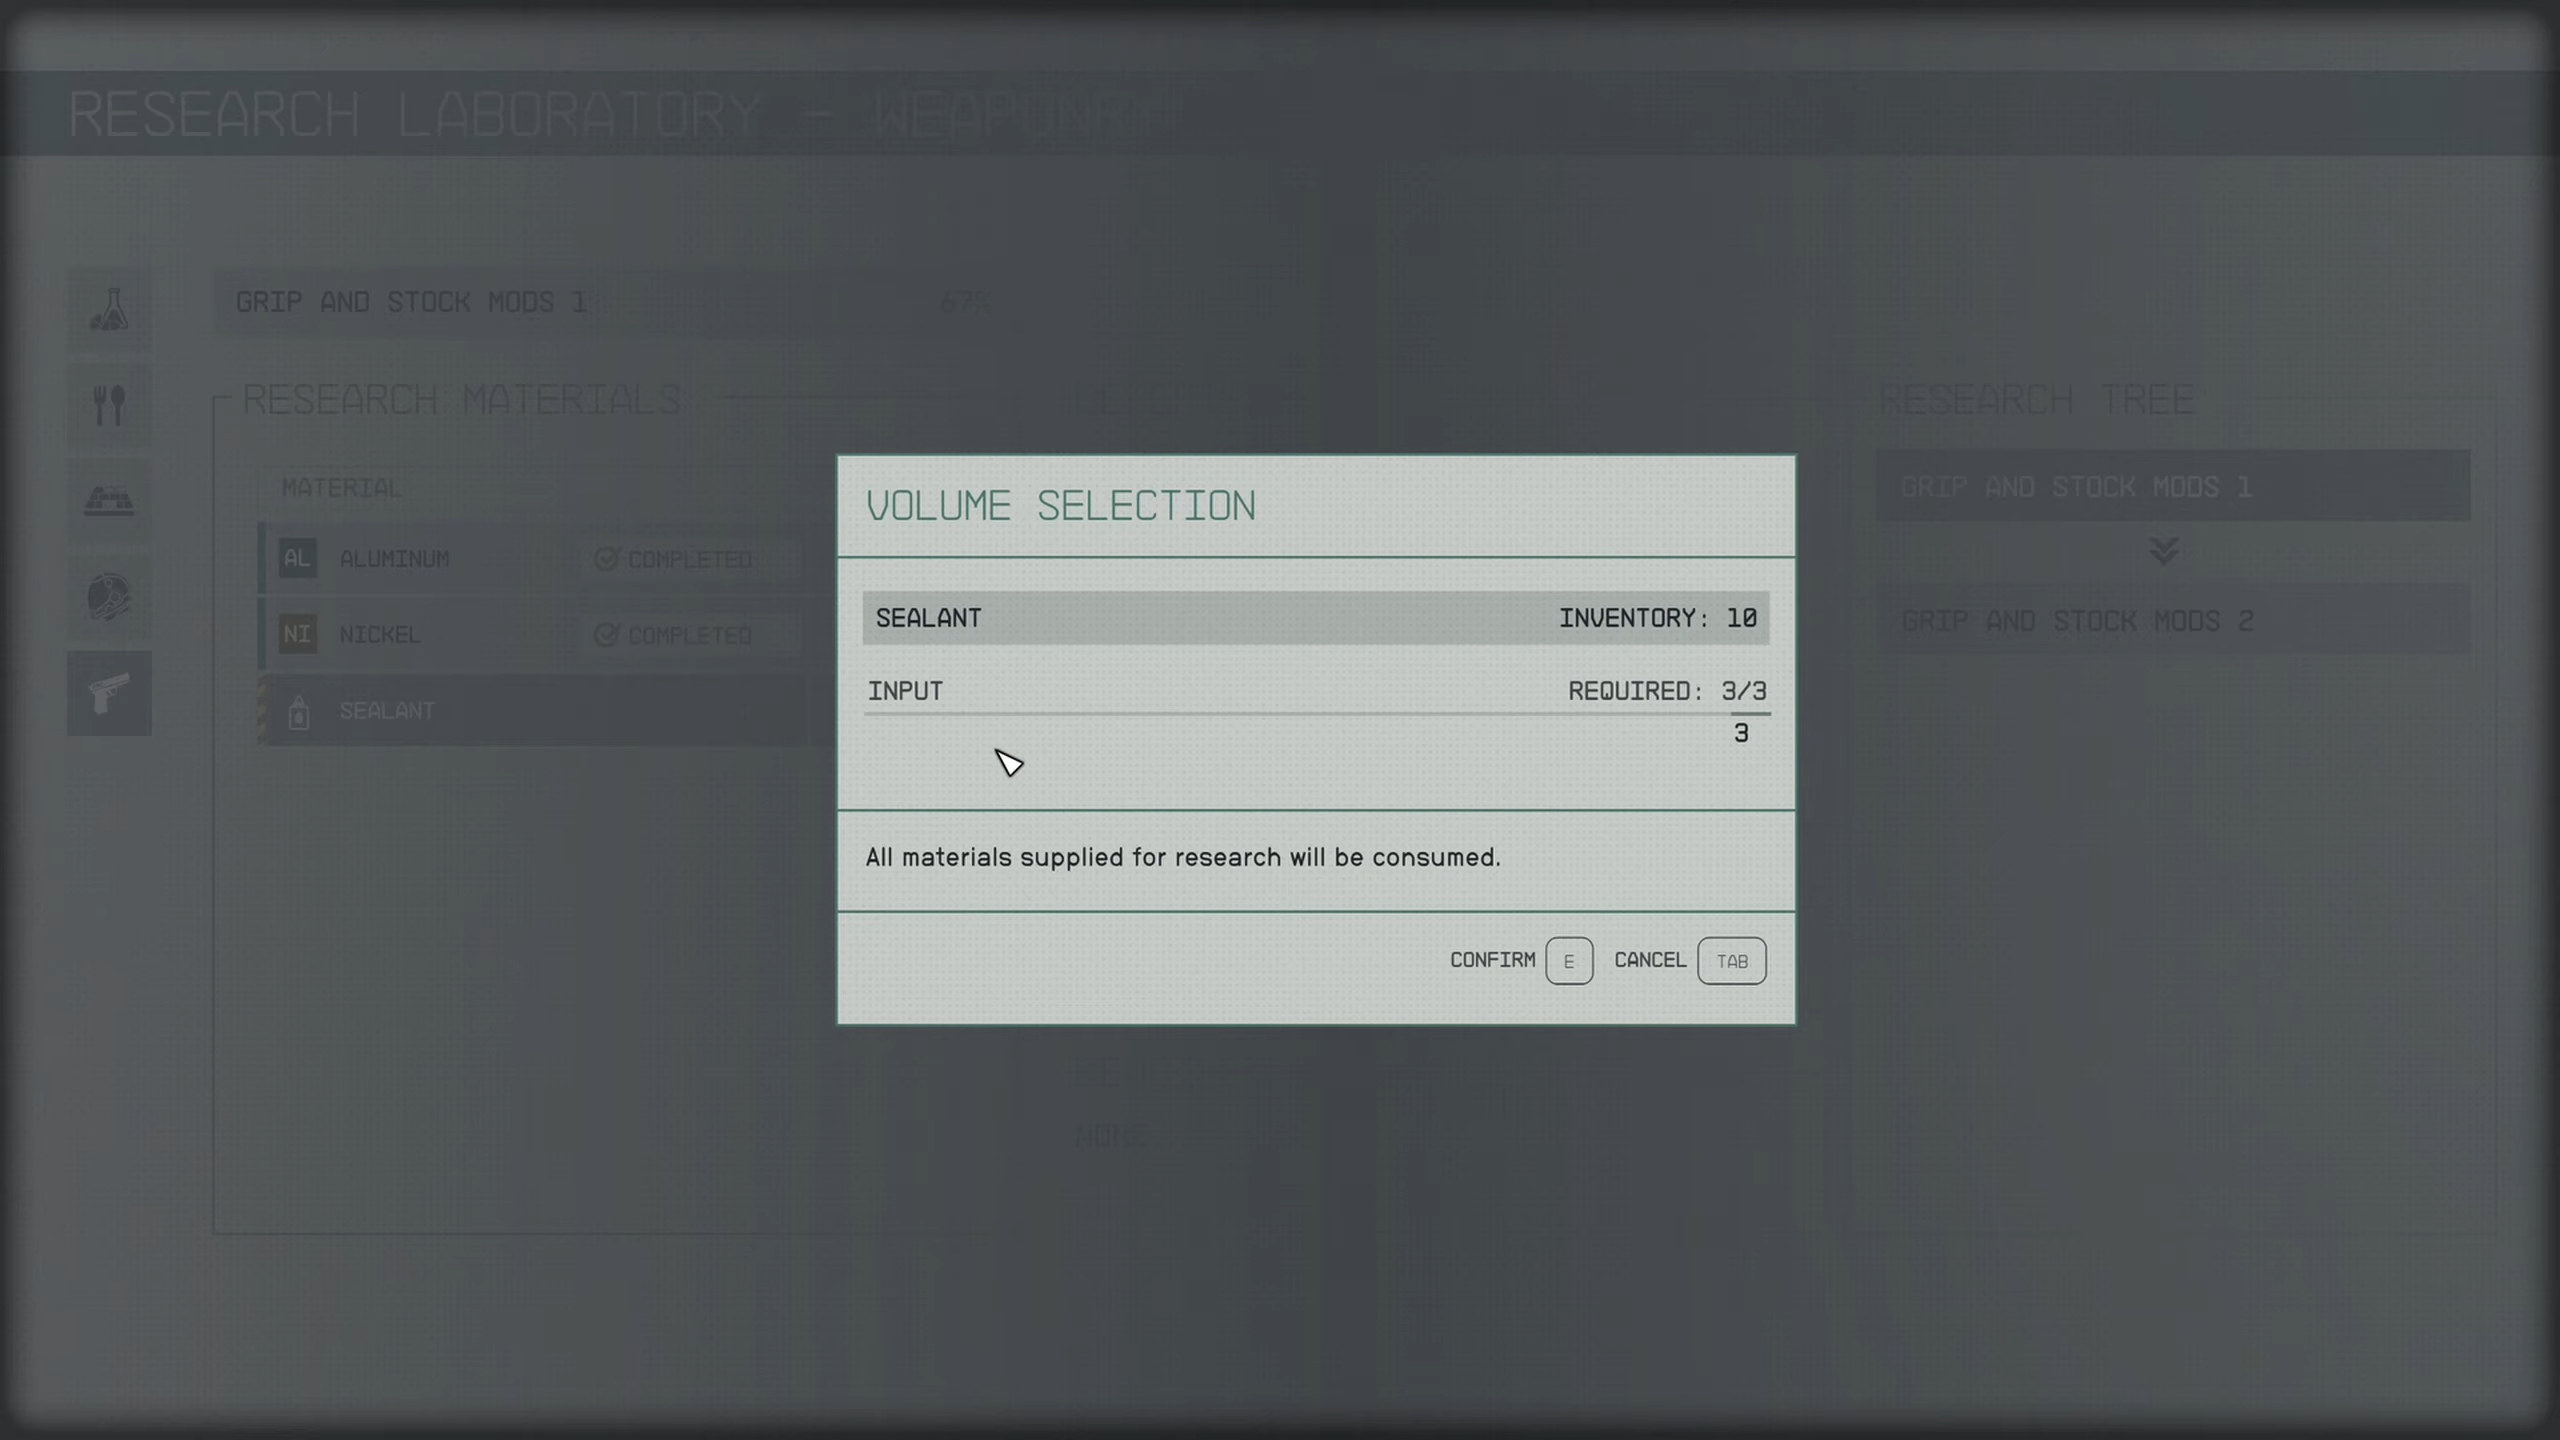 RESEARCH LABORATORY - WEAPONRY
GRIP AND STOCK MODS 1 67%
RESEARCH MATERIALS
MATERIAL
AL ALUMINUM COMPLETED
NI NICKEL COMPLETED
SEALANT
VOLUME SELECTION
SEALANT INVENTORY: 10
INPUT REQUIRED: 3/3
3
All materials supplied for research will be consumed.
CONFIRM E CANCEL TAB
NONE
RESEARCH TREE
GRIP AND STOCK MODS 1
GRIP AND STOCK MODS 2